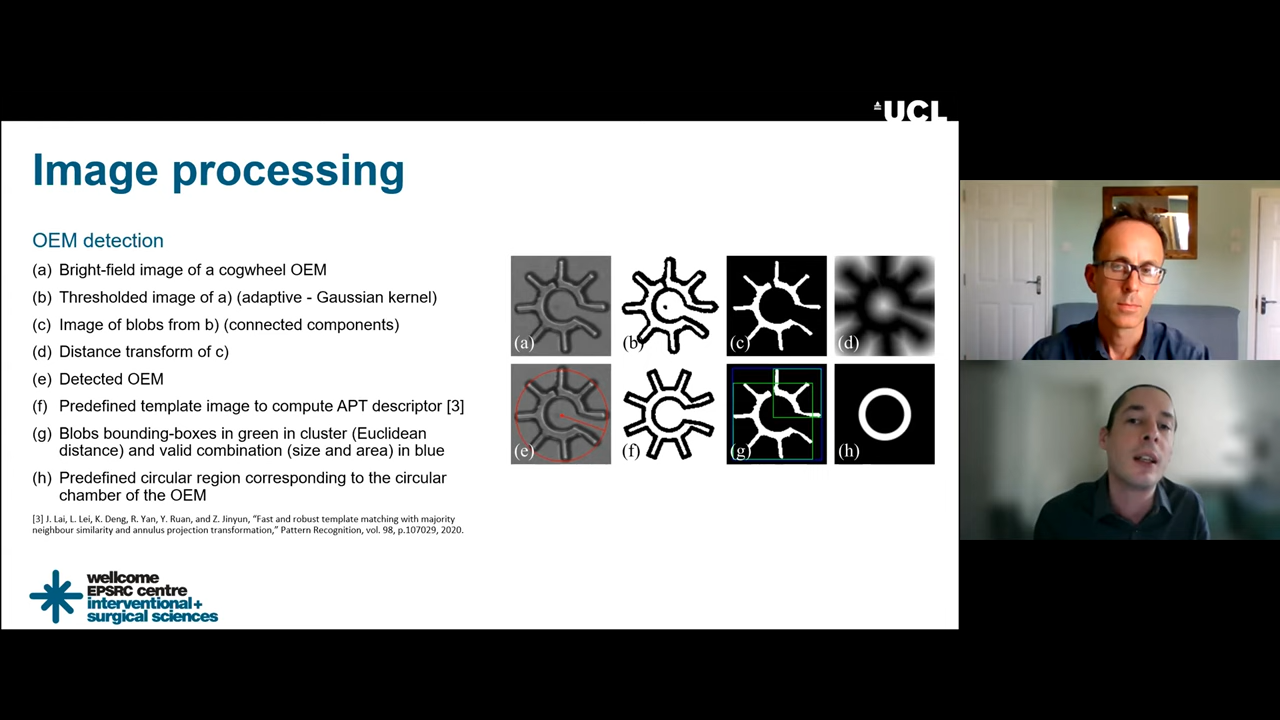 UCL
Image processing
OEM detection
(a) Bright-field image of a cogwheel OEM
(b) Thresholded image of a) (adaptive - Gaussian kernel)
(c) Image of blobs from b) (connected components)
(d) Distance transform of c)
(e) Detected OEM
(f) Predefined template image to compute APT descriptor [3]
(g) Blobs bounding-boxes in green in cluster (Euclidean
distance) and valid combination (size and area) in blue
(h) Predefined circular region corresponding to the circular
chamber of the OEM
[3] J. Lai, L. Lei, K. Deng, R. Yan, Y. Ruan, and Z. Jinyun, “Fast and robust template matching with majority
neighbour similarity and annulus projection transformation,” Pattern Recognition, vol. 98, p.107029, 2020.
(a) (b) (c) (d)
(e) (f) (g) (h)
wellcome
EPSRC centre
interventional+
surgical sciences